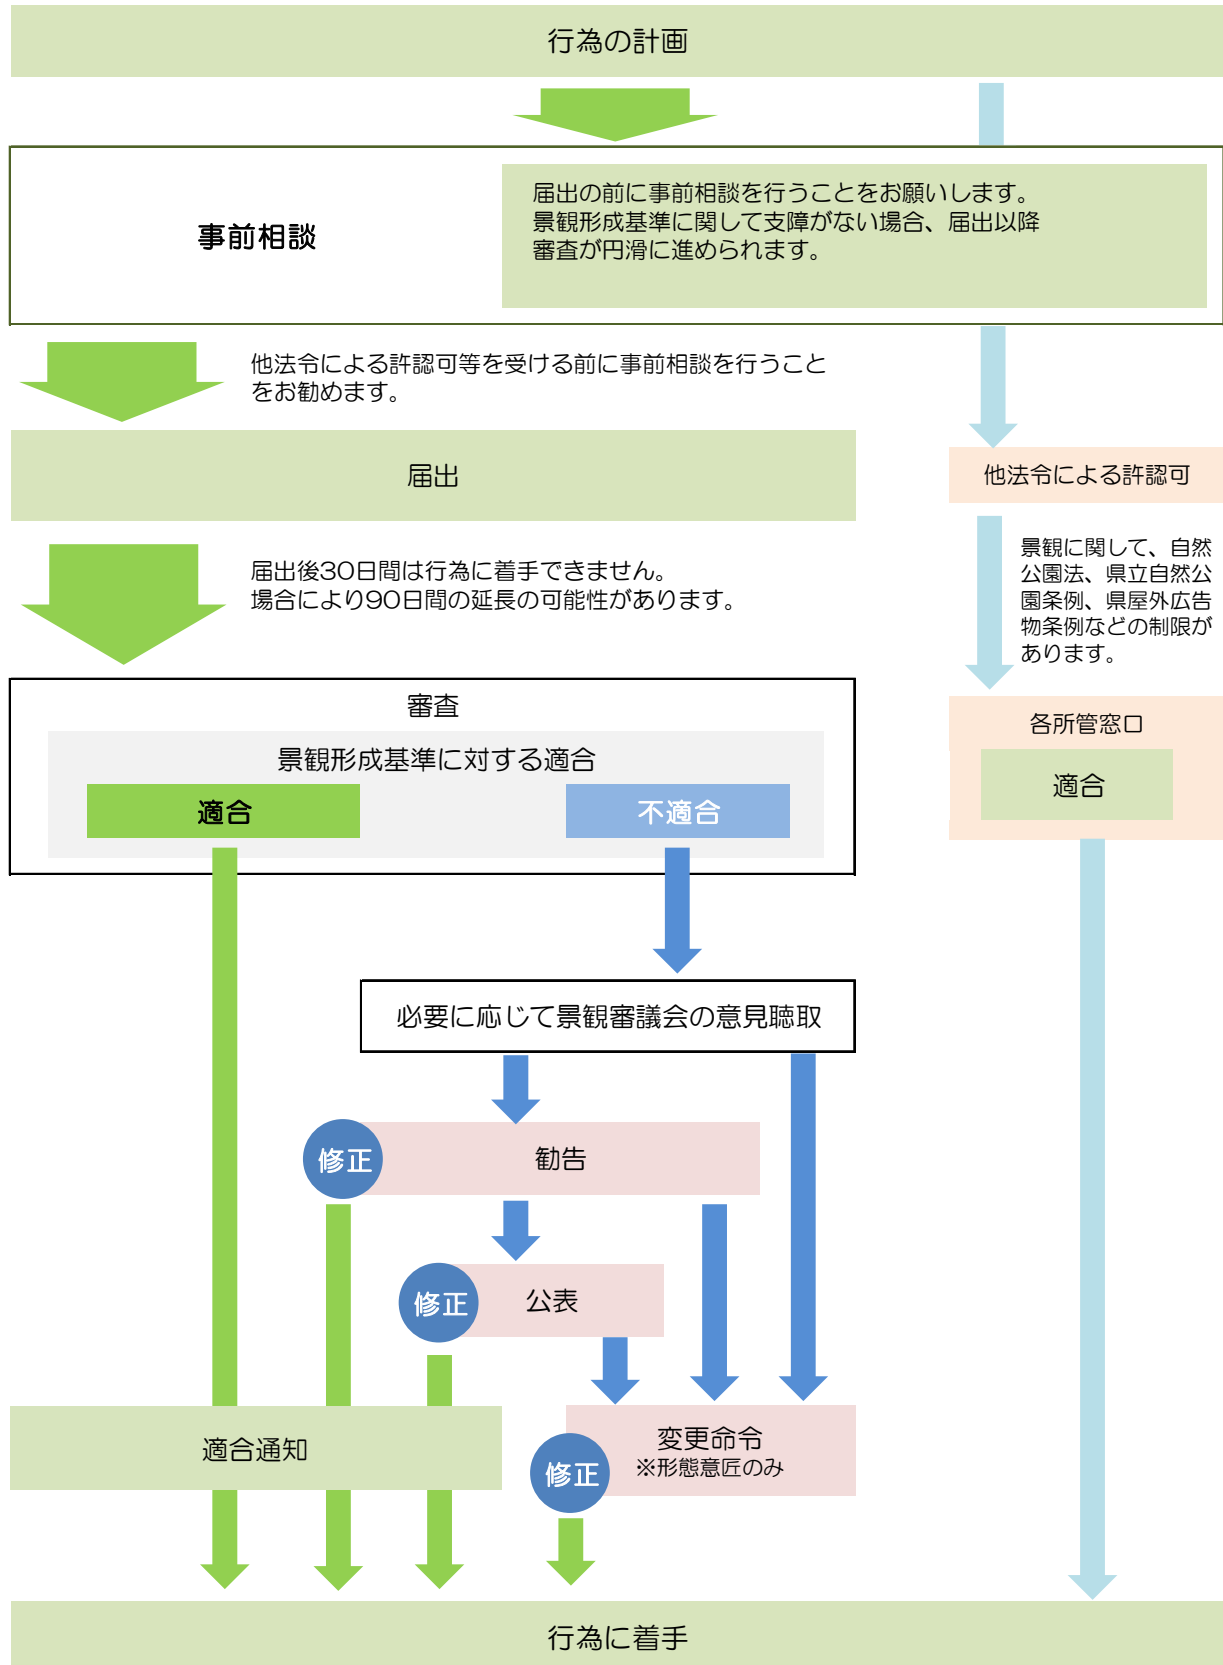 行為の計画
事前相談
届出の前に事前相談を行うことをお願いします。
景観形成基準に関して支障がない場合、届出以降
審査が円滑に進められます。
他法令による許認可等を受ける前に事前相談を行うこと
をお勧めます。
届出
他法令による許認可
届出後30日間は行為に着手できません。
場合により90日間の延長の可能性があります。
景観に関して、自然
公園法、県立自然公
園条例、県屋外広告
物条例などの制限が
あります。
審査
景観形成基準に対する適合
適合
不適合
各所管窓口
適合
必要に応じて景観審議会の意見聴取
修正
勧告
修正
公表
適合通知
修正
変更命令
※形態意匠のみ
行為に着手